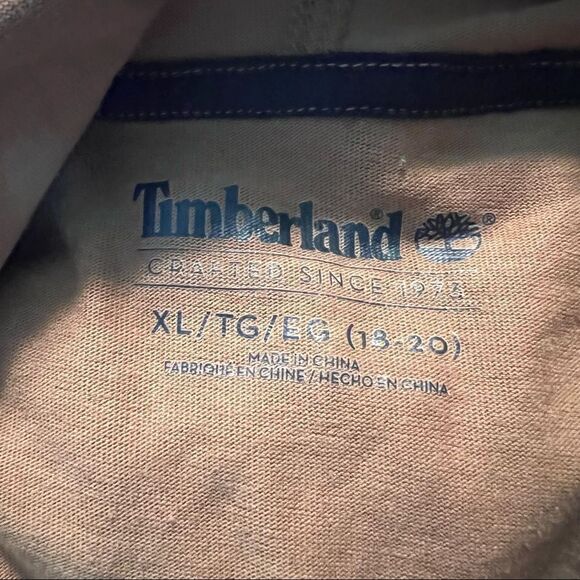 Timberland® ®
CRAFTED SINCE 1973
XL/TG/EG (18-20)
MADE IN CHINA
FABRIQUÉ EN CHINE / HECHO EN CHINA